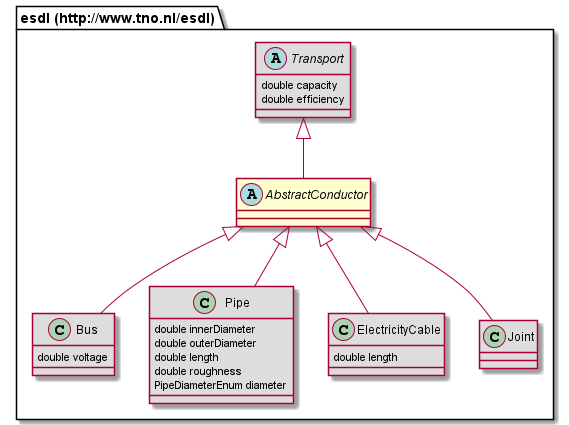 esdl (http://www.tno.nl/esdl)
A Transport
double capacity
double efficiency
A AbstractConductor
C Bus
double voltage
C Pipe
double innerDiameter
double outerDiameter
double length
double roughness
PipeDiameterEnum diameter
C ElectricityCable
double length
C Joint